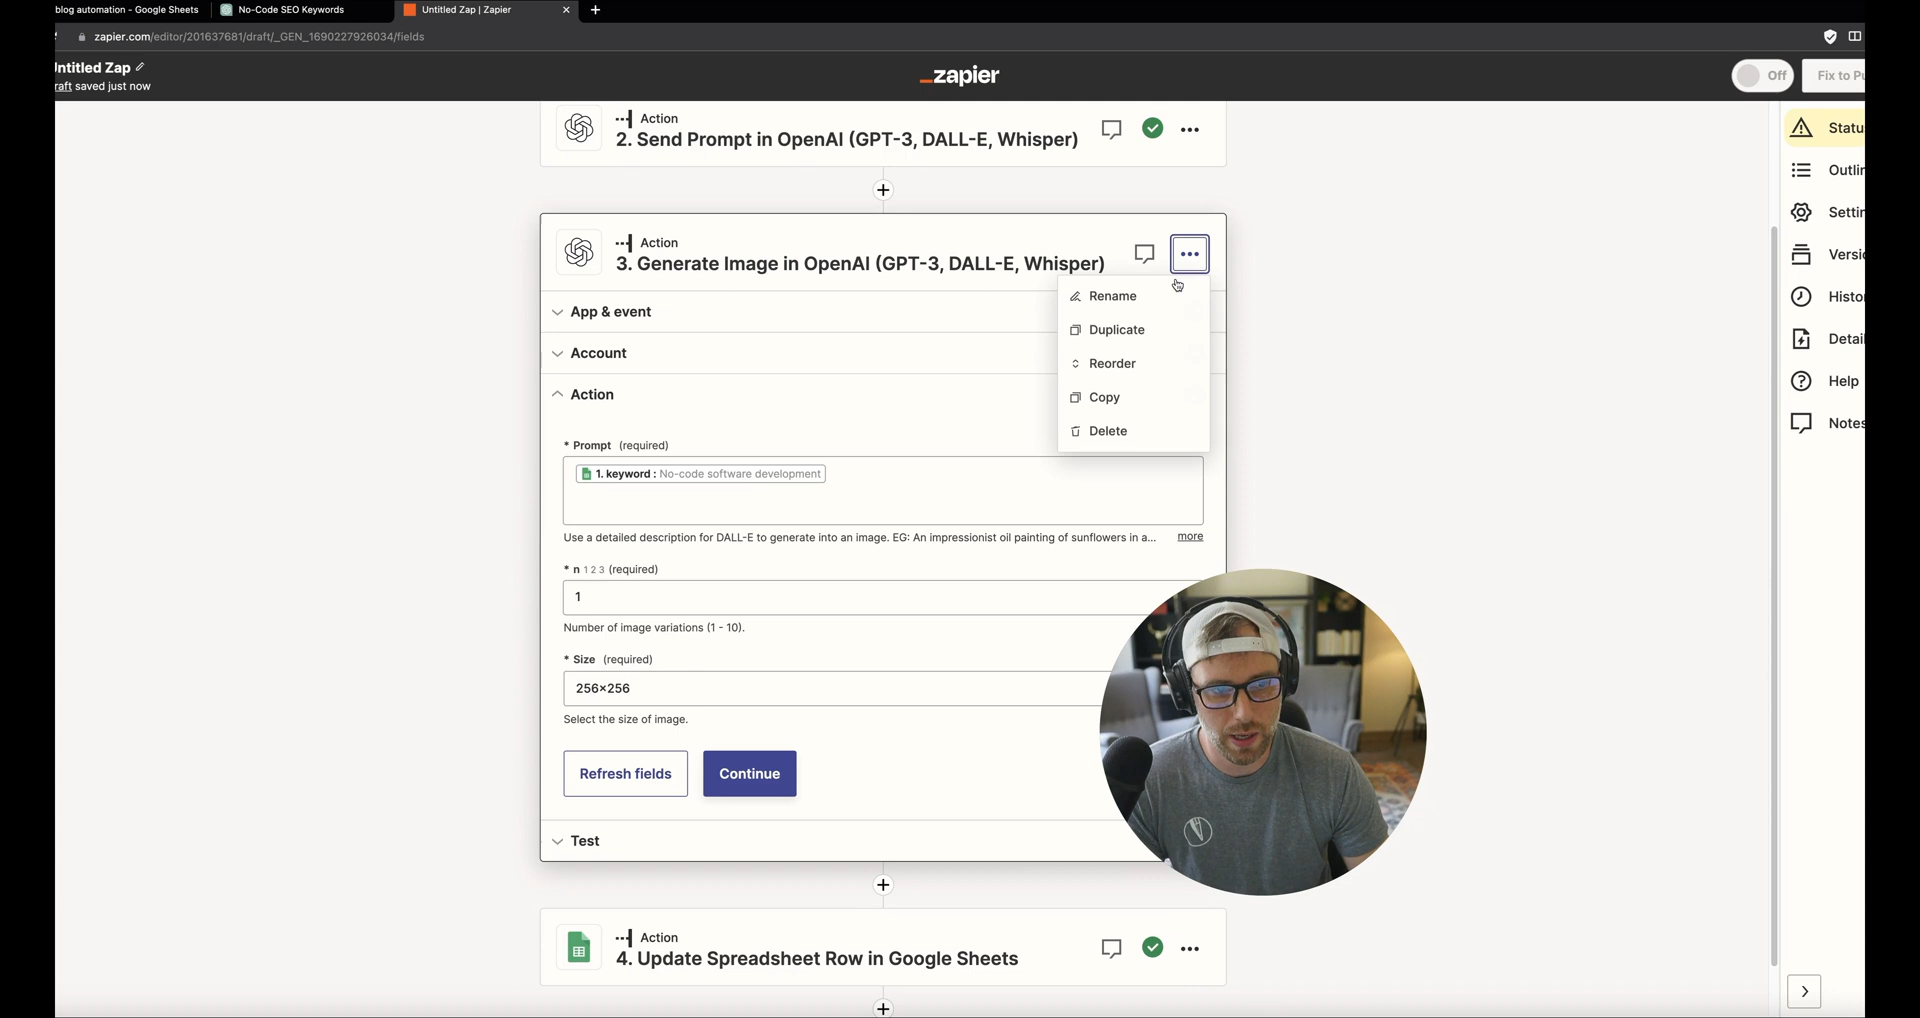 blog automation - Google Sheets
No-Code SEO Keywords
Untitled Zap | Zapier
zapier.com/editor/201637681/draft/_GEN_1690227926034/fields
ntitled Zap
raft saved just now
_zapier
Off
Fix to Pu
Action
2. Send Prompt in OpenAI (GPT-3, DALL-E, Whisper)
Action
3. Generate Image in OpenAI (GPT-3, DALL-E, Whisper)
Rename
Duplicate
Reorder
Copy
Delete
App & event
Account
Action
* Prompt (required)
1. keyword : No-code software development
Use a detailed description for DALL-E to generate into an image. EG: An impressionist oil painting of sunflowers in a... more
* n 1 2 3 (required)
1
Number of image variations (1 - 10).
* Size (required)
256×256
Select the size of image.
Refresh fields
Continue
Test
Action
4. Update Spreadsheet Row in Google Sheets
Statu
Outlin
Settin
Versio
Histo
Detail
Help
Notes